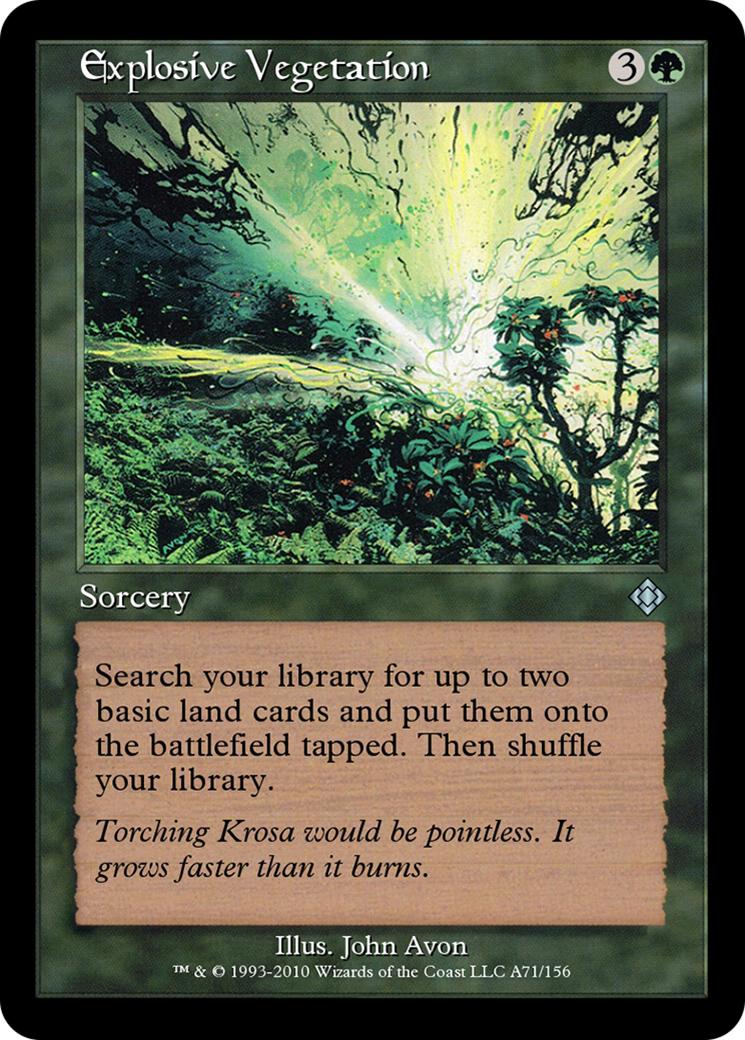 Explosive Vegetation
3
Sorcery
Search your library for up to two
basic land cards and put them onto
the battlefield tapped. Then shuffle
your library.
Torching Krosa would be pointless. It
grows faster than it burns.
Illus. John Avon
™ & © 1993-2010 Wizards of the Coast LLC A71/156